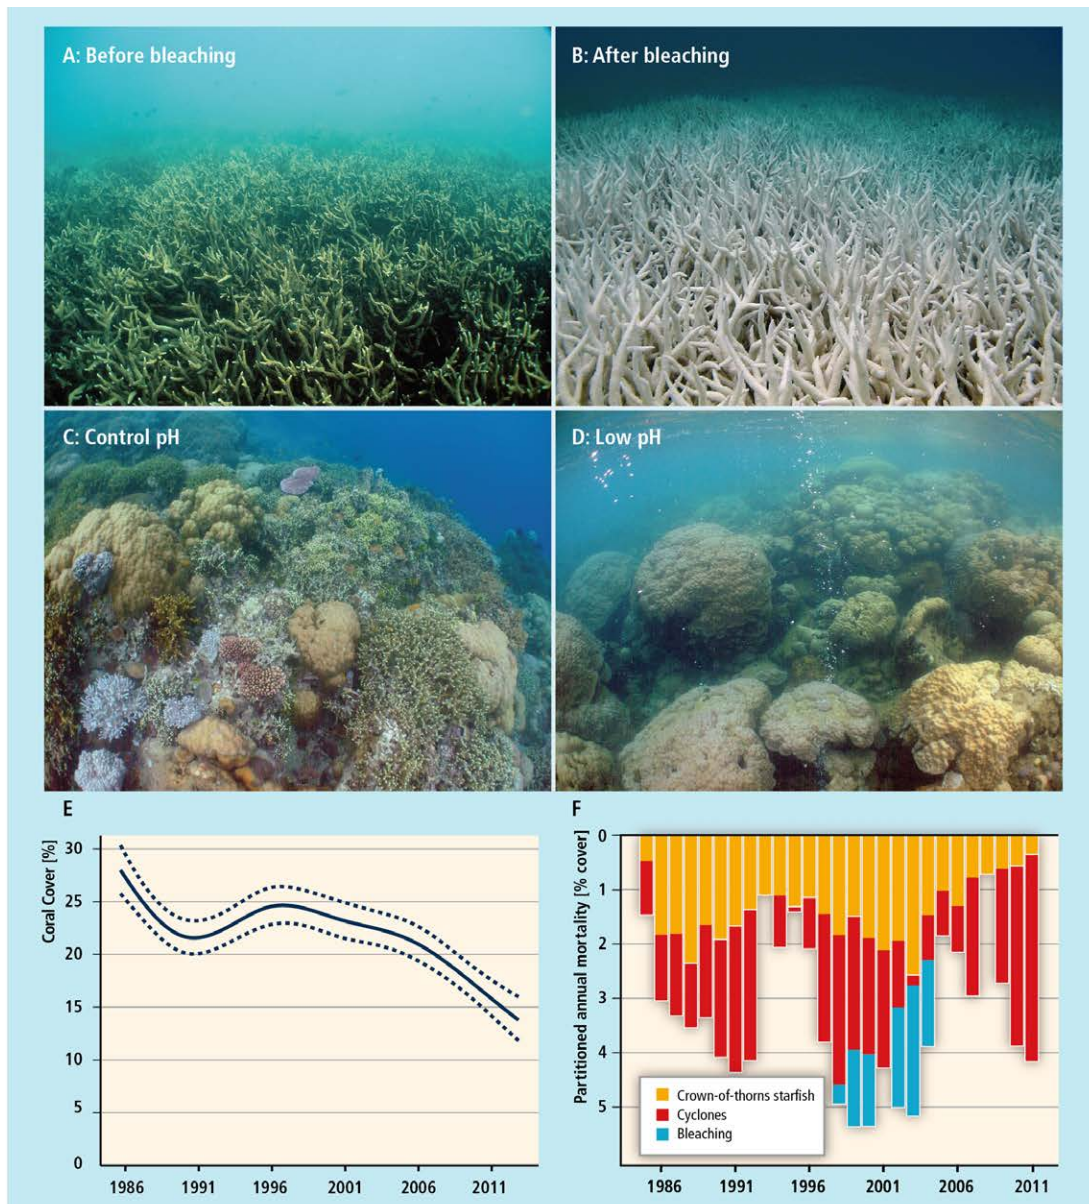 A: Before bleaching
B: After bleaching
C: Control pH
D: Low pH
E
Coral Cover [%]
30
25
20
15
10
5
0
1986
1991
1996
2001
2006
2011
F
Partitioned annual mortality [% cover]
0
1
2
3
4
5
Crown-of-thorns starfish
Cyclones
Bleaching
1986
1991
1996
2001
2006
2011